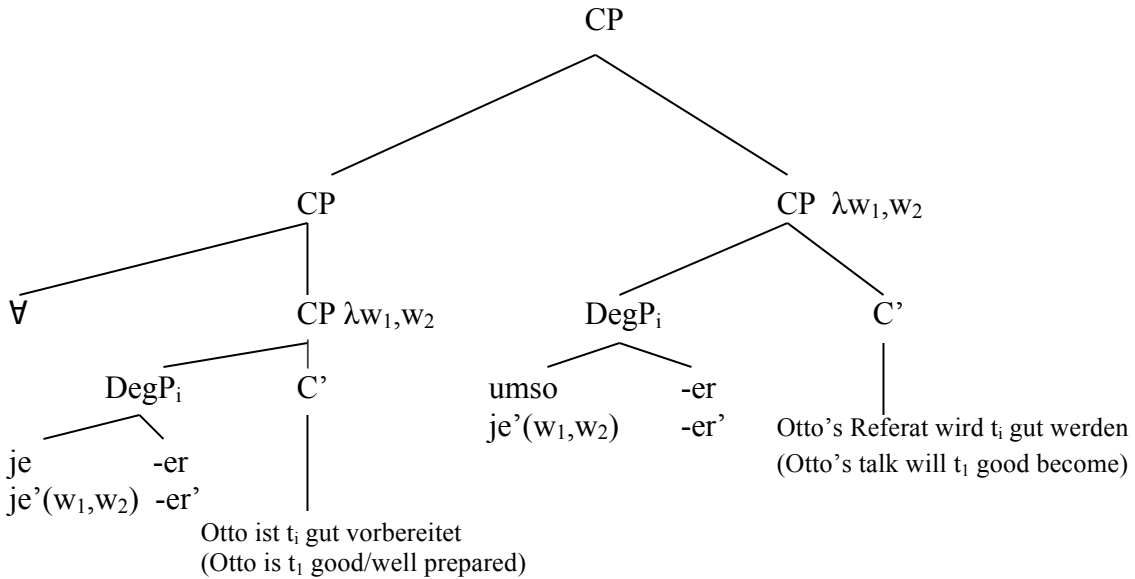 CP
CP
CP λw₁,w₂
∀
CP λw₁,w₂
DegPᵢ
C’
DegPᵢ
C’
umso -er
je’(w₁,w₂) -er’
Otto’s Referat wird tᵢ gut werden
(Otto’s talk will t₁ good become)
je -er
je’(w₁,w₂) -er’
Otto ist tᵢ gut vorbereitet
(Otto is t₁ good/well prepared)